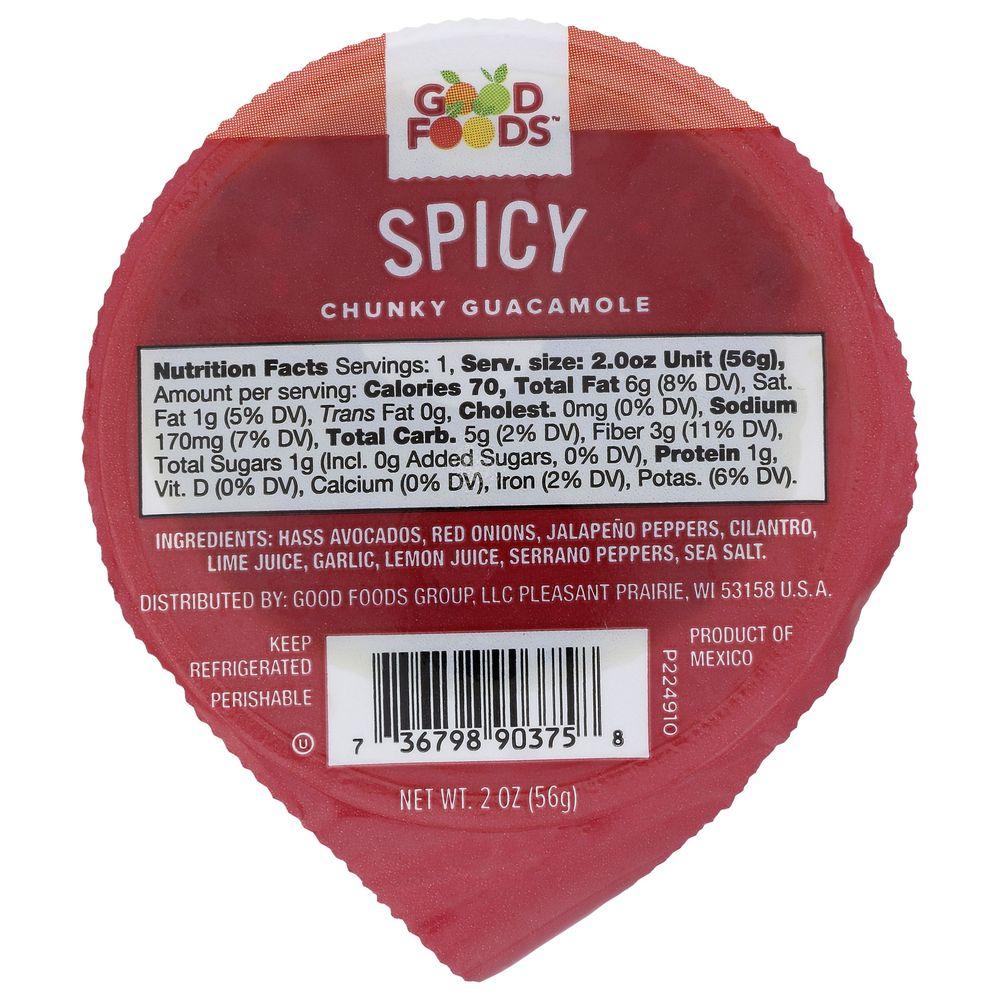 GOOD
FOODS™
SPICY
CHUNKY GUACAMOLE
Nutrition Facts Servings: 1, Serv. size: 2.0oz Unit (56g),
Amount per serving: Calories 70, Total Fat 6g (8% DV), Sat.
Fat 1g (5% DV), Trans Fat 0g, Cholest. 0mg (0% DV), Sodium
170mg (7% DV), Total Carb. 5g (2% DV), Fiber 3g (11% DV),
Total Sugars 1g (Incl. 0g Added Sugars, 0% DV), Protein 1g,
Vit. D (0% DV), Calcium (0% DV), Iron (2% DV), Potas. (6% DV).
INGREDIENTS: HASS AVOCADOS, RED ONIONS, JALAPEÑO PEPPERS, CILANTRO,
LIME JUICE, GARLIC, LEMON JUICE, SERRANO PEPPERS, SEA SALT.
DISTRIBUTED BY: GOOD FOODS GROUP, LLC PLEASANT PRAIRIE, WI 53158 U.S.A.
KEEP
REFRIGERATED
PERISHABLE
U
7 36798 90375 8
P224910
PRODUCT OF
MEXICO
NET WT. 2 OZ (56g)